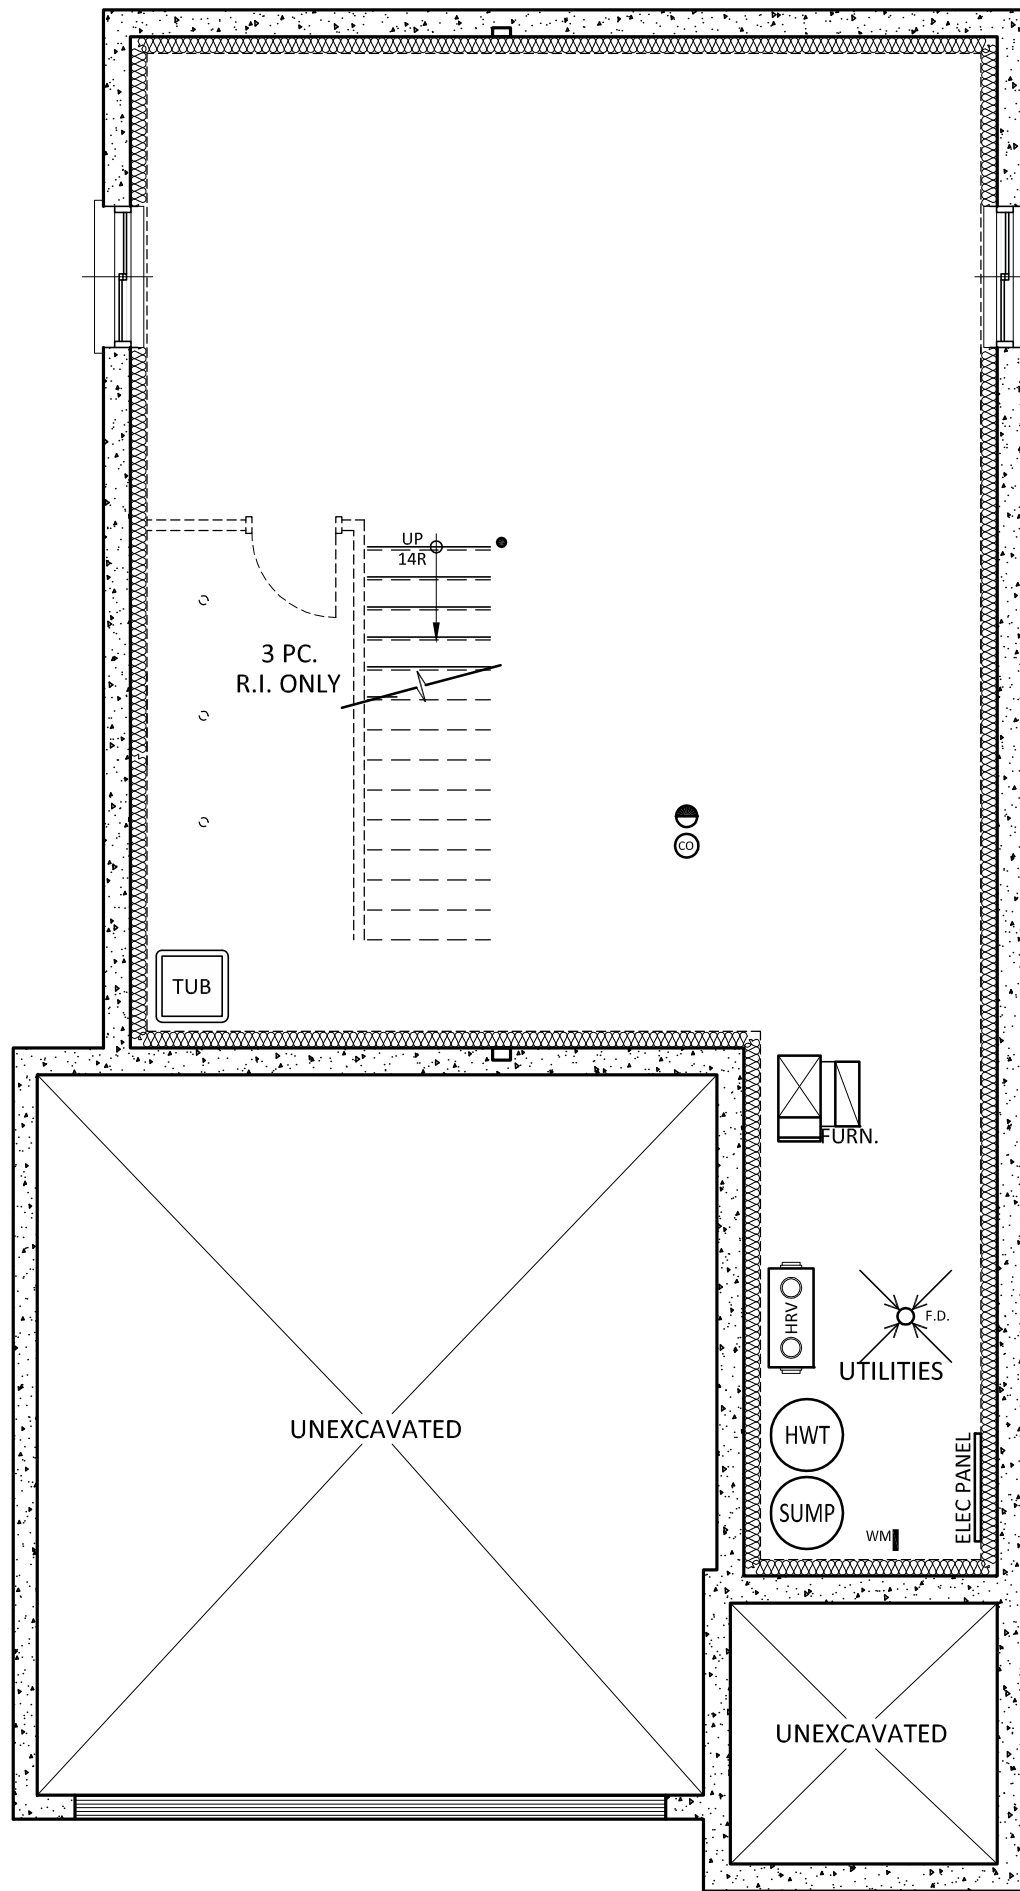 UP
14R
3 PC.
R.I. ONLY
CO
TUB
FURN.
HRV
F.D.
UTILITIES
UNEXCAVATED
HWT
ELEC PANEL
SUMP
WM
UNEXCAVATED